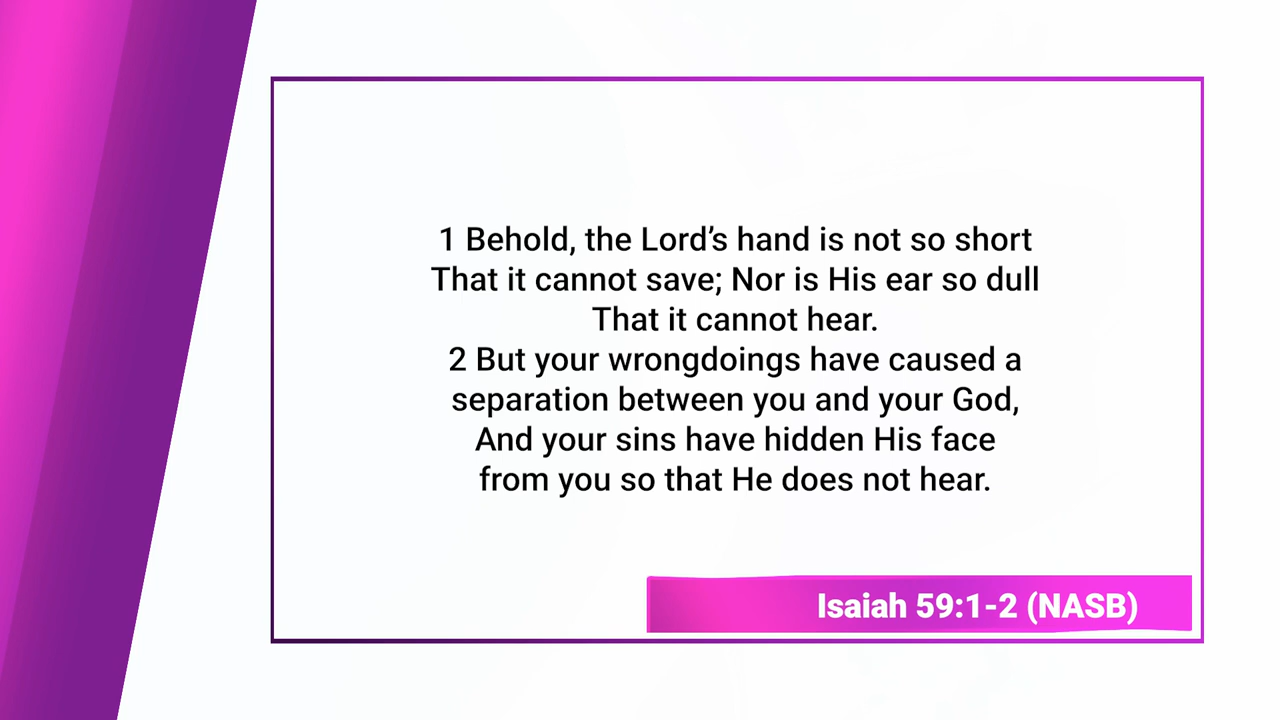 1 Behold, the Lord’s hand is not so short
That it cannot save; Nor is His ear so dull
That it cannot hear.
2 But your wrongdoings have caused a
separation between you and your God,
And your sins have hidden His face
from you so that He does not hear.
Isaiah 59:1-2 (NASB)